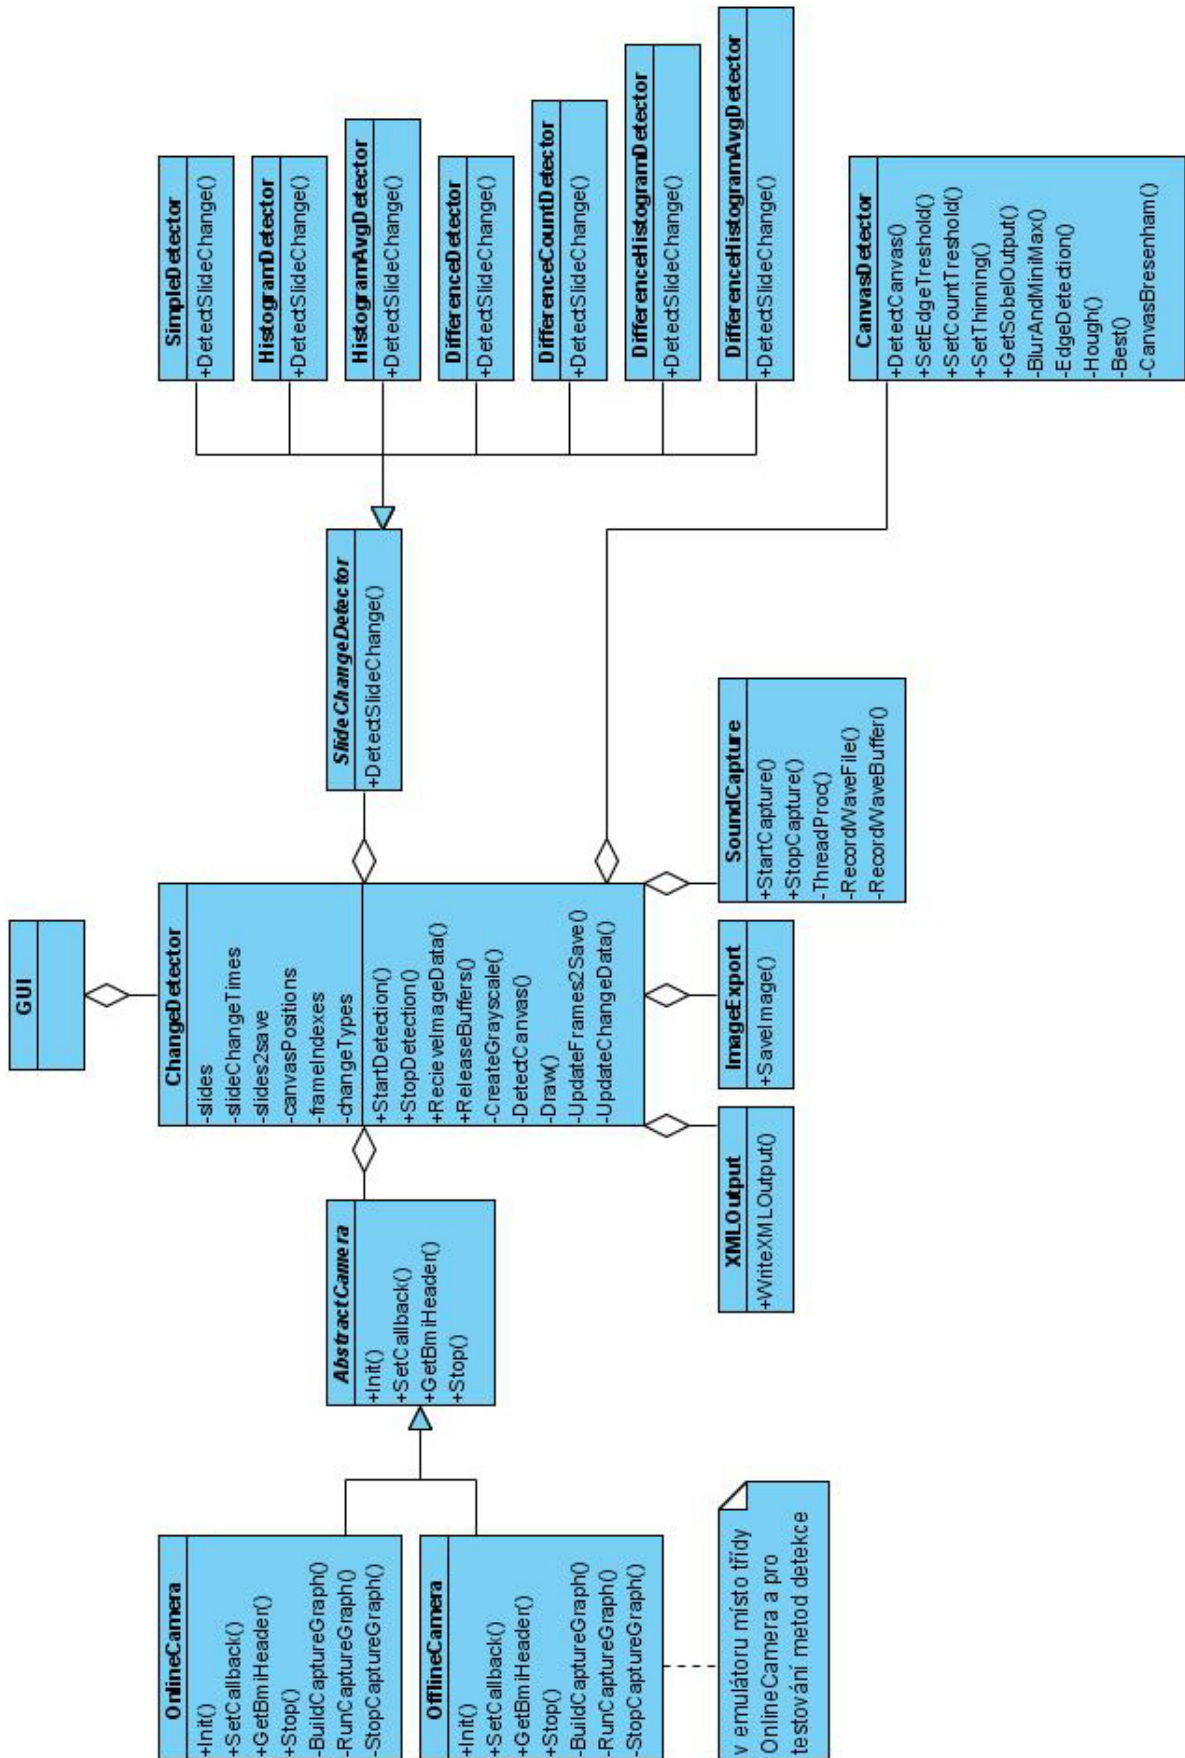 GUI
ChangeDetector
-slides
-slideChangeTimes
-slides2save
-canvasPositions
-frameIndexes
-changeTypes
+StartDetection()
+StopDetection()
+RecieveImageData()
+ReleaseBuffers()
-CreateGrayscale()
-DetectCanvas()
-Draw()
-UpdateFrames2Save()
-UpdateChangeData()
OnlineCamera
+Init()
+SetCallback()
+GetBmiHeader()
+Stop()
-BuildCaptureGraph()
-RunCaptureGraph()
-StopCaptureGraph()
OfflineCamera
+Init()
+SetCallback()
+GetBmiHeader()
+Stop()
-BuildCaptureGraph()
-RunCaptureGraph()
-StopCaptureGraph()
v emulátoru místo třídy
OnlineCamera a pro
testování metod detekce
AbstractCamera
+Init()
+SetCallback()
+GetBmiHeader()
+Stop()
XMLOutput
+WriteXMLOutput()
ImageExport
+SaveImage()
SoundCapture
+StartCapture()
+StopCapture()
-ThreadProc()
-RecordWaveFile()
-RecordWaveBuffer()
SlideChangeDetector
+DetectSlideChange()
SimpleDetector
+DetectSlideChange()
HistogramDetector
+DetectSlideChange()
HistogramAvgDetector
+DetectSlideChange()
DifferenceDetector
+DetectSlideChange()
DifferenceCountDetector
+DetectSlideChange()
DifferenceHistogramDetector
+DetectSlideChange()
DifferenceHistogramAvgDetector
+DetectSlideChange()
CanvasDetector
+DetectCanvas()
+SetEdgeTreshold()
+SetCountTreshold()
+SetThinning()
+GetSobelOutput()
-BlurAndMiniMax()
-EdgeDetection()
-Hough()
-Best()
-CanvasBresenham()